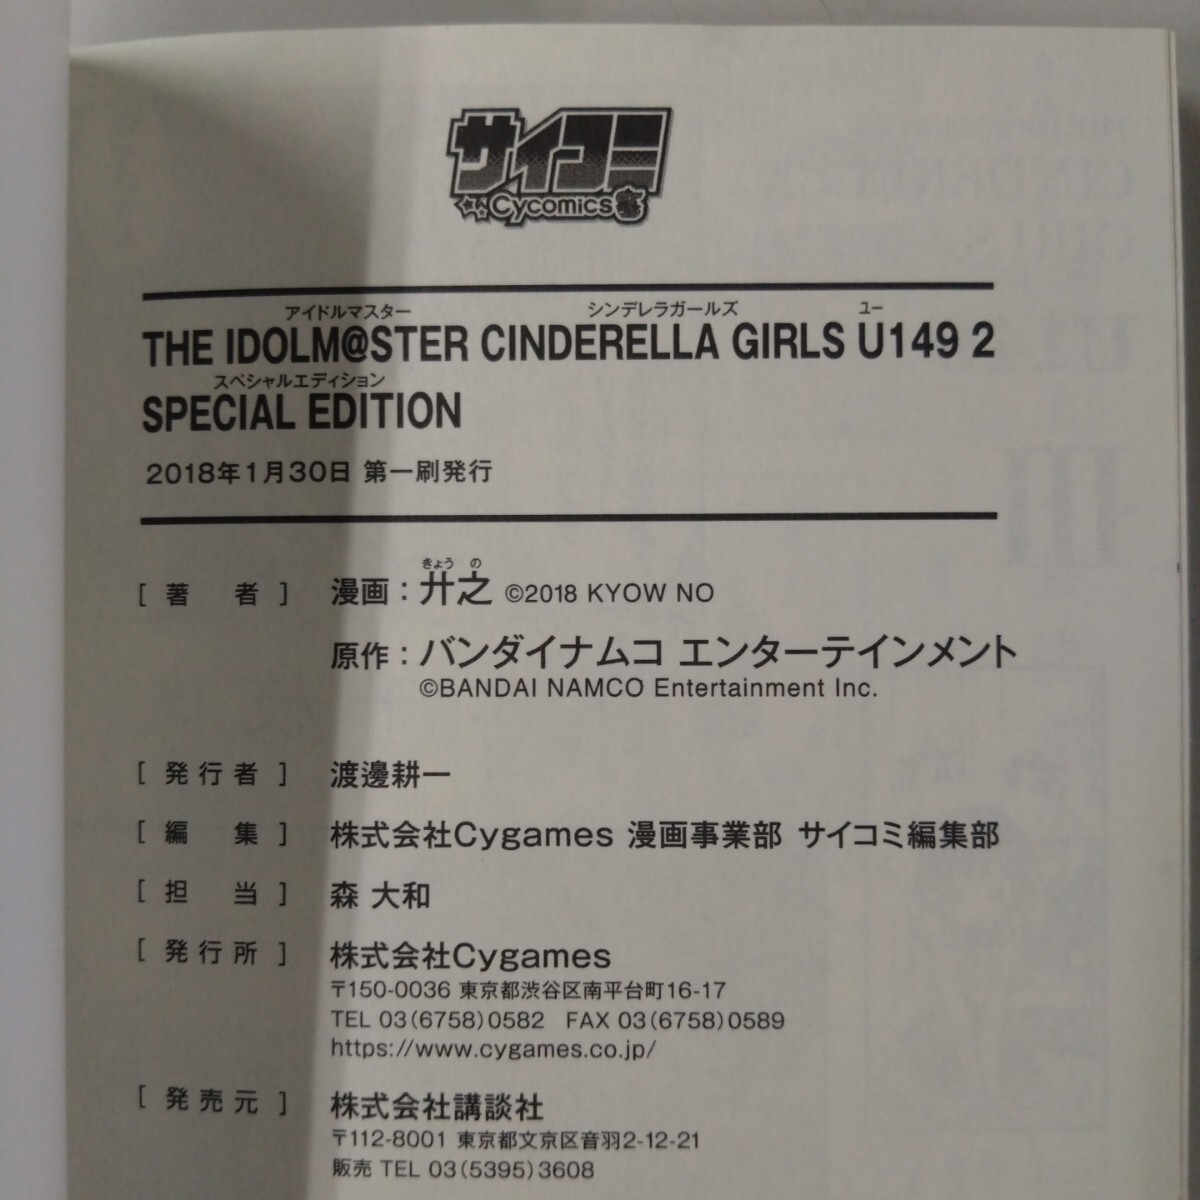 サイコミ
Cycomics
アイドルマスター シンデレラガールズ ユー
THE IDOLM@STER CINDERELLA GIRLS U149 2
スペシャルエディション
SPECIAL EDITION
2018年1月30日 第一刷発行
[著者] 漫画:廾之 ©2018 KYOW NO
きょう の
原作:バンダイナムコ エンターテインメント
©BANDAI NAMCO Entertainment Inc.
[発行者] 渡邊耕一
[編集] 株式会社Cygames 漫画事業部 サイコミ編集部
[担当] 森 大和
[発行所] 株式会社Cygames
〒150-0036 東京都渋谷区南平台町16-17
TEL 03(6758)0582 FAX 03(6758)0589
https://www.cygames.co.jp/
[発売元] 株式会社講談社
〒112-8001 東京都文京区音羽2-12-21
販売 TEL 03(5395)3608